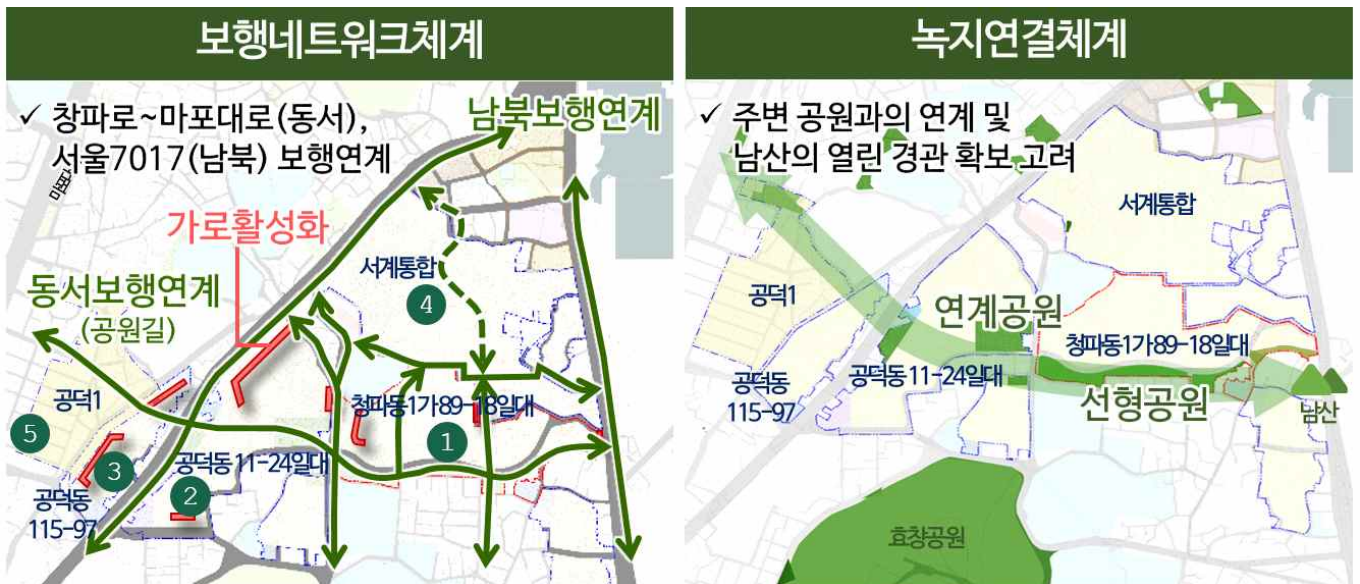 보행네트워크체계
✓ 창파로~마포대로(동서),
서울7017(남북) 보행연계
남북보행연계
마포대
가로활성화
서계통합
4
동서보행연계
(공원길)
공덕1
청파동1가89-18일대
1
5
3
공덕동 11-24일대
2
공덕동
115-97
녹지연결체계
✓ 주변 공원과의 연계 및
남산의 열린 경관 확보 고려
서계통합
공덕1
연계공원
청파동1가89-18일대
공덕동 11-24일대
공덕동
115-97
선형공원
남산
효창공원